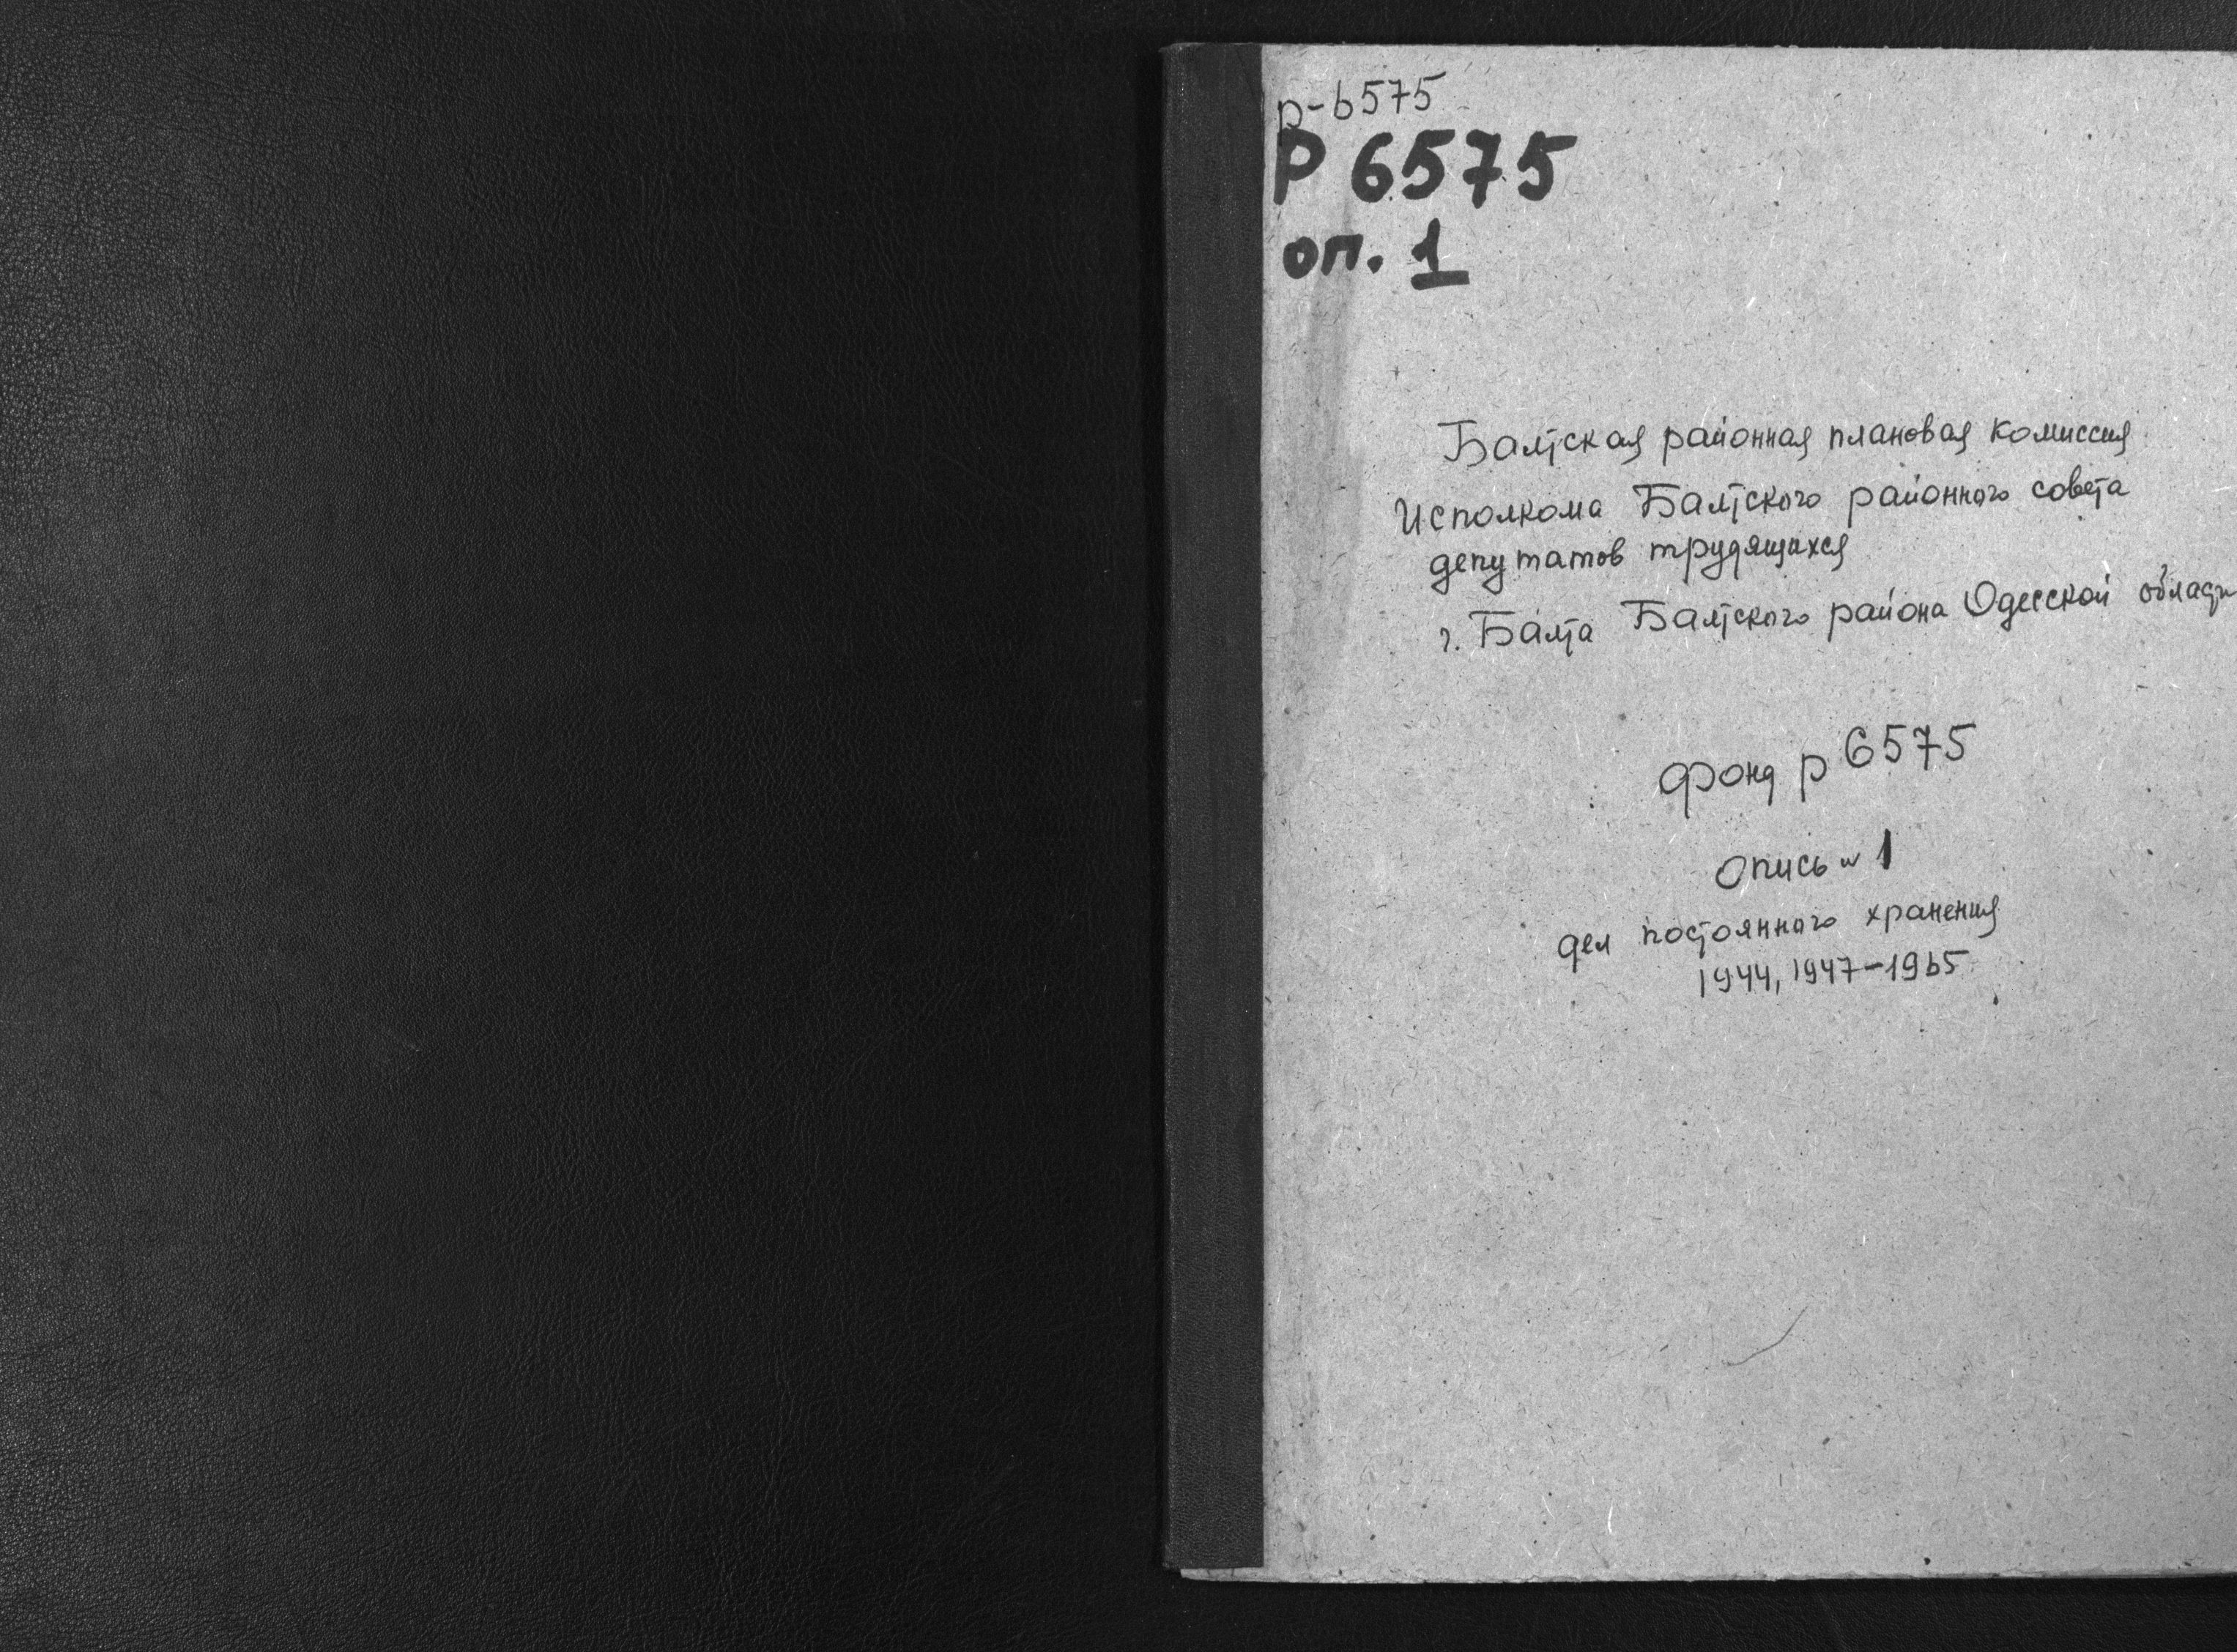 р-6575
Р 6575
оп. 1
Балтская районная плановая комиссия
Исполкома Балтского районного совета
депутатов трудящихся
г. Балта Балтского района Одесской области
Фонд р 6575
Опись № 1
дел постоянного хранения
1944, 1947-1965